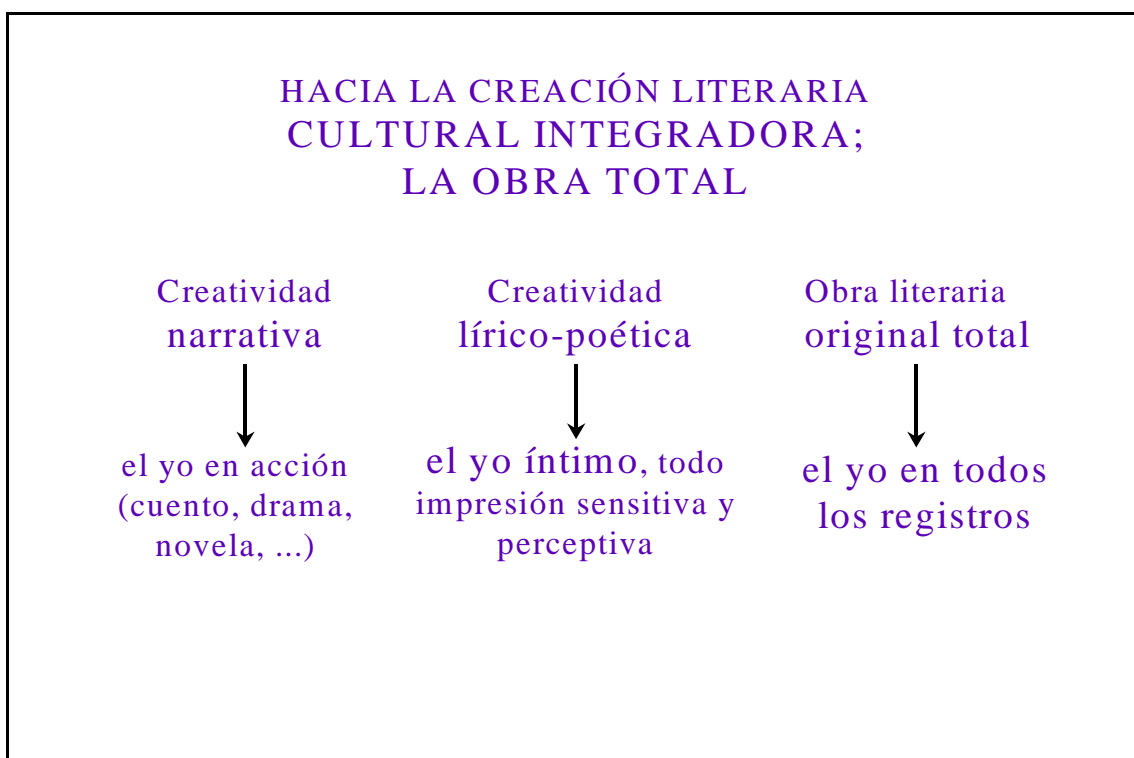 HACIA LA CREACIÓN LITERARIA
CULTURAL INTEGRADORA;
LA OBRA TOTAL
Creatividad
narrativa
el yo en acción
(cuento, drama,
novela, ...)
Creatividad
lírico-poética
el yo íntimo, todo
impresión sensitiva y
perceptiva
Obra literaria
original total
el yo en todos
los registros